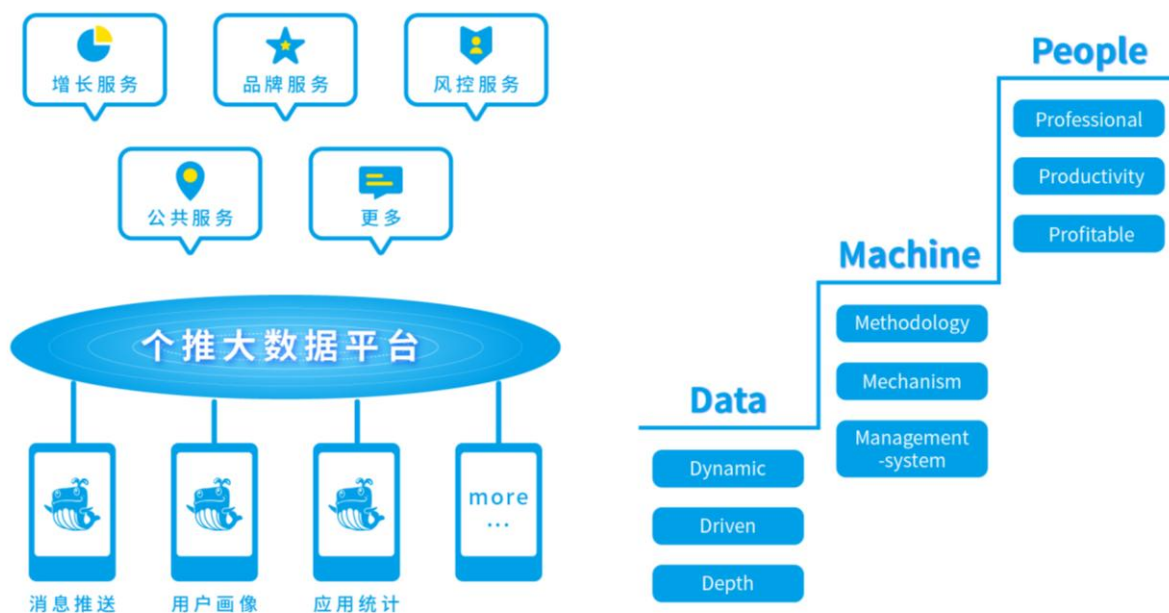 增长服务
品牌服务
风控服务
公共服务
更多
个推大数据平台
more
...
消息推送
用户画像
应用统计
People
Professional
Productivity
Profitable
Machine
Methodology
Mechanism
Management
-system
Data
Dynamic
Driven
Depth